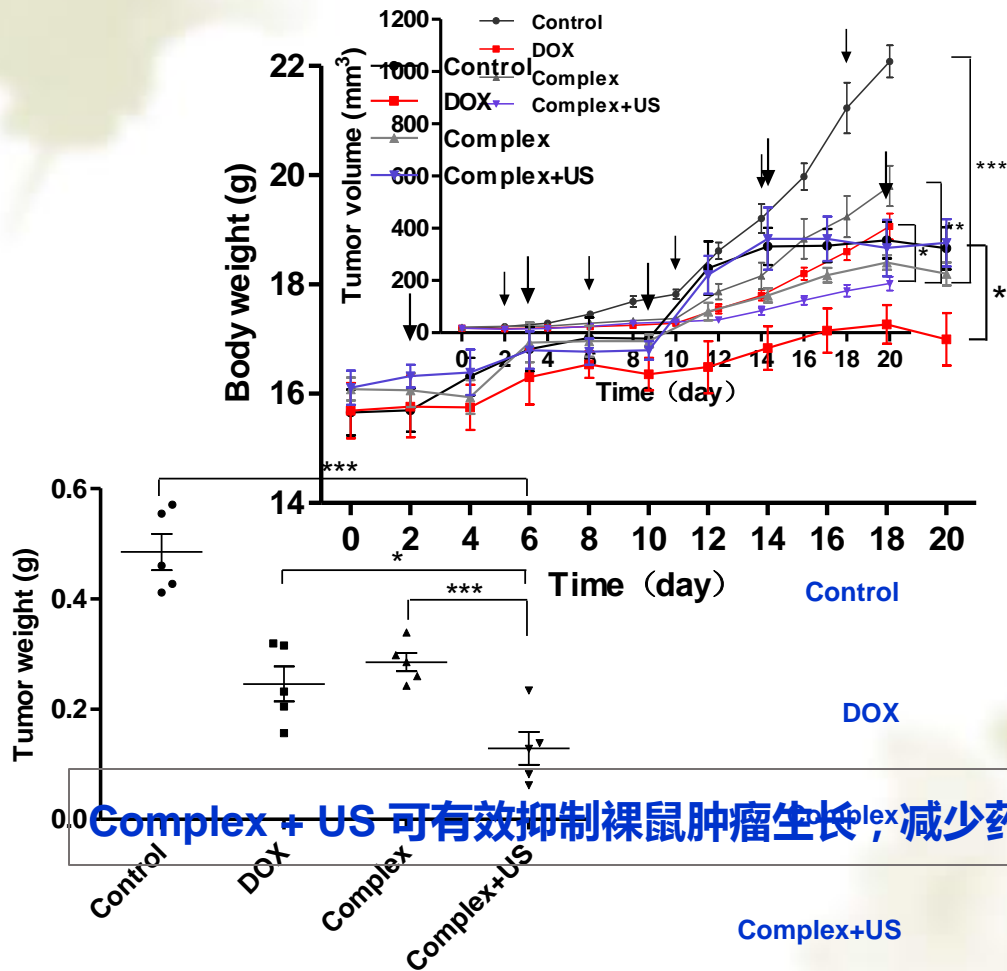 1200
1000
800
600
400
200
0
Tumor volume (mm³)
Control
DOX
Complex
Complex+US
0 2 4 6 8 10 12 14 16 18 20
Time（day）
***
**
*
22
20
18
16
14
Body weight (g)
Control
DOX
Complex
Complex+US
0 2 4 6 8 10 12 14 16 18 20
Time（day）
*
0.6
0.4
0.2
0.0
Tumor weight (g)
***
*
***
Control
DOX
Complex
Complex+US
Control
DOX
Complex
Complex+US
Complex + US 可有效抑制裸鼠肿瘤生长，减少药